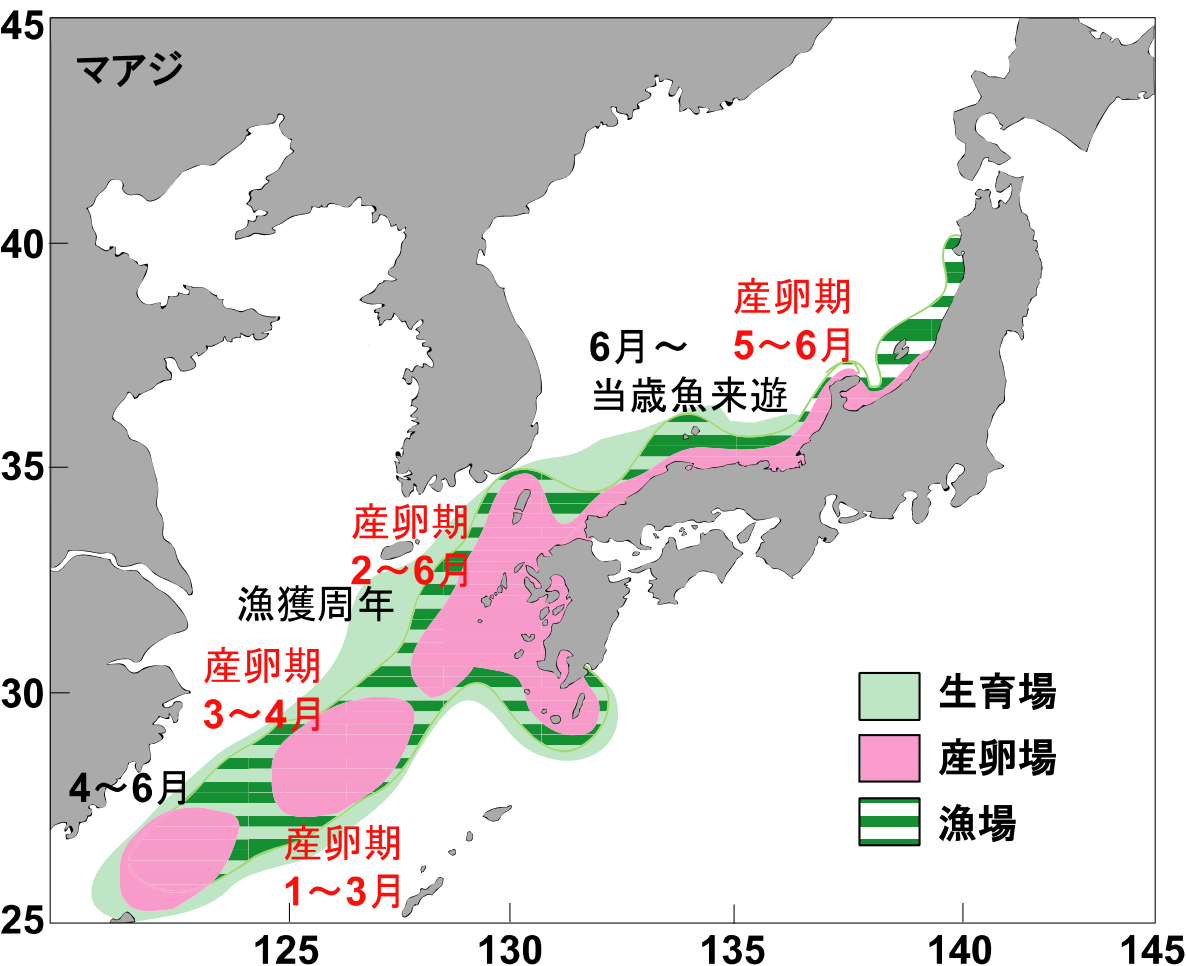 45
マアジ
40
産卵期
5～6月
6月～
当歳魚来遊
35
産卵期
2～6月
漁獲周年
産卵期
3～4月
30
生育場
産卵場
漁場
4～6月
産卵期
1～3月
25
125
130
135
140
145